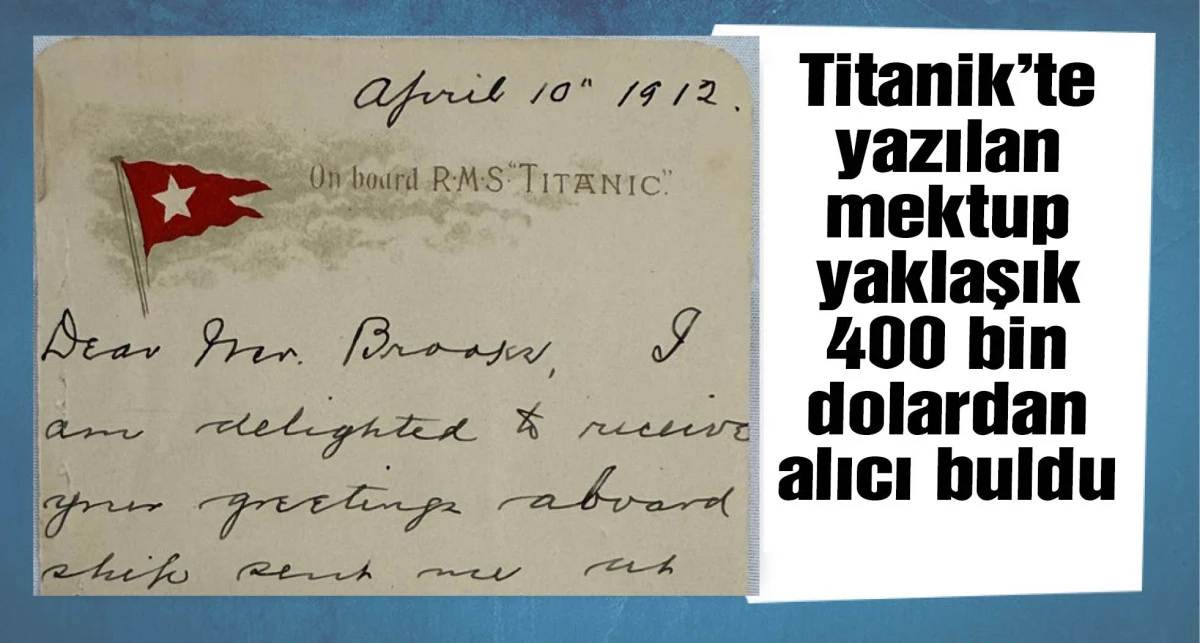 April 10" 1912.
On board R·M·S "TITANIC".
Dear Mr. Brooks, I
am delighted to receive
your greetings aboard
ship sent me at
Titanik’te
yazılan
mektup
yaklaşık
400 bin
dolardan
alıcı buldu